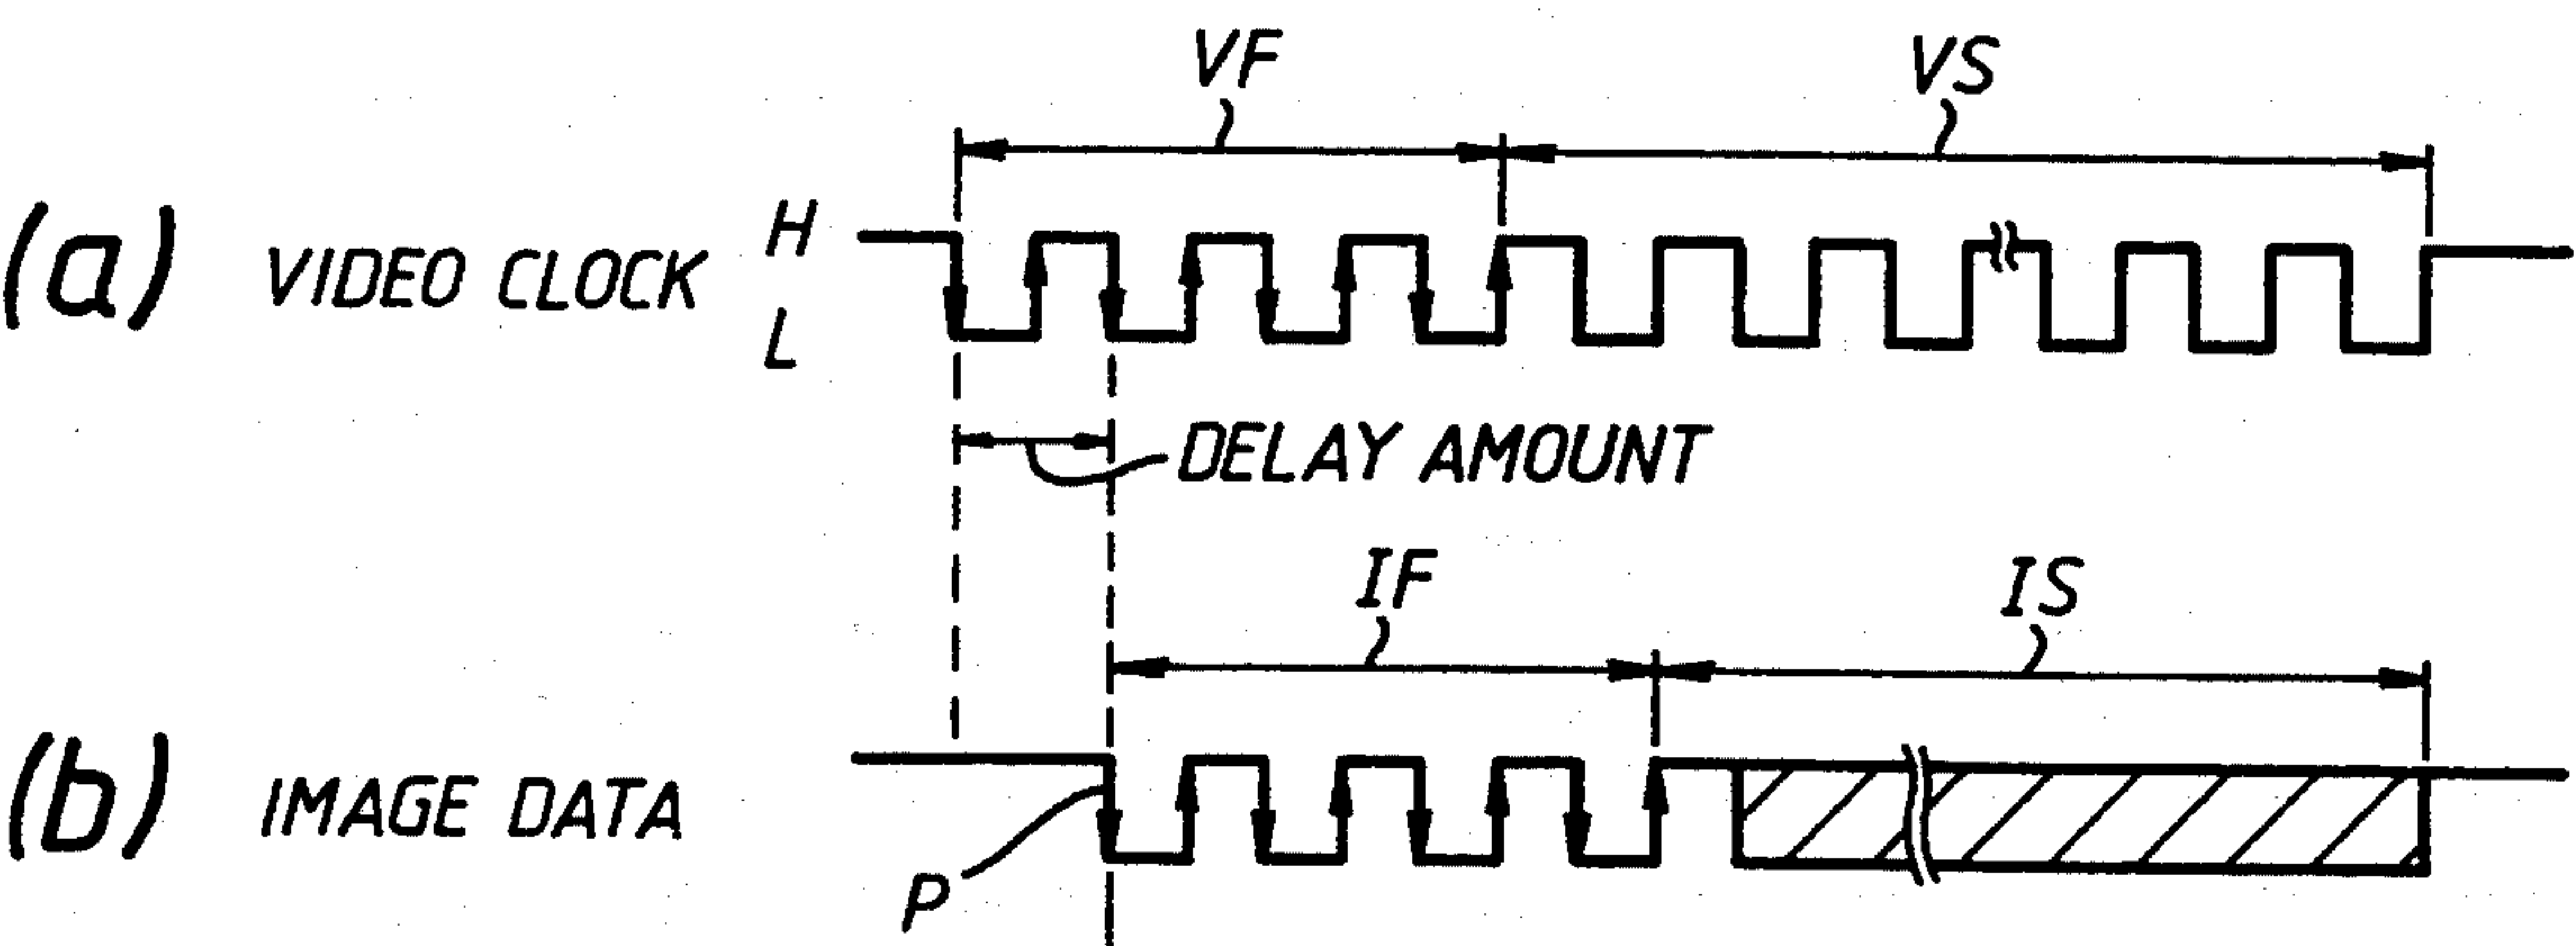 VF VS
(a) VIDEO CLOCK H
L
DELAY AMOUNT
IF IS
(b) IMAGE DATA
P